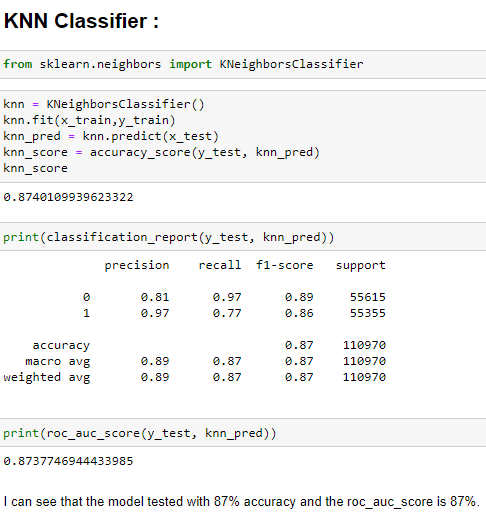 KNN Classifier :
from sklearn.neighbors import KNeighborsClassifier
knn = KNeighborsClassifier()
knn.fit(x_train,y_train)
knn_pred = knn.predict(x_test)
knn_score = accuracy_score(y_test, knn_pred)
knn_score
0.8740109939623322
print(classification_report(y_test, knn_pred))
precision recall f1-score support
0 0.81 0.97 0.89 55615
1 0.97 0.77 0.86 55355
accuracy 0.87 110970
macro avg 0.89 0.87 0.87 110970
weighted avg 0.89 0.87 0.87 110970
print(roc_auc_score(y_test, knn_pred))
0.8737746944433985
I can see that the model tested with 87% accuracy and the roc_auc_score is 87%.